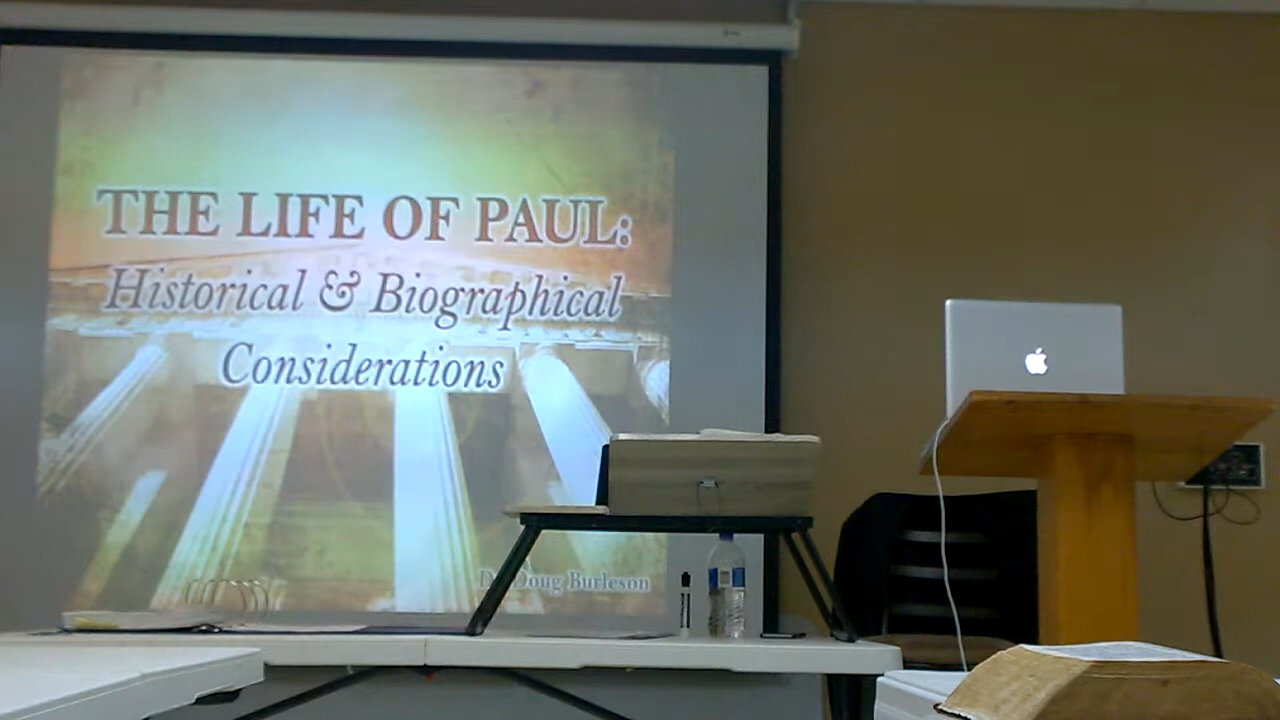 THE LIFE OF PAUL:
Historical & Biographical
Considerations
Doug Burleson